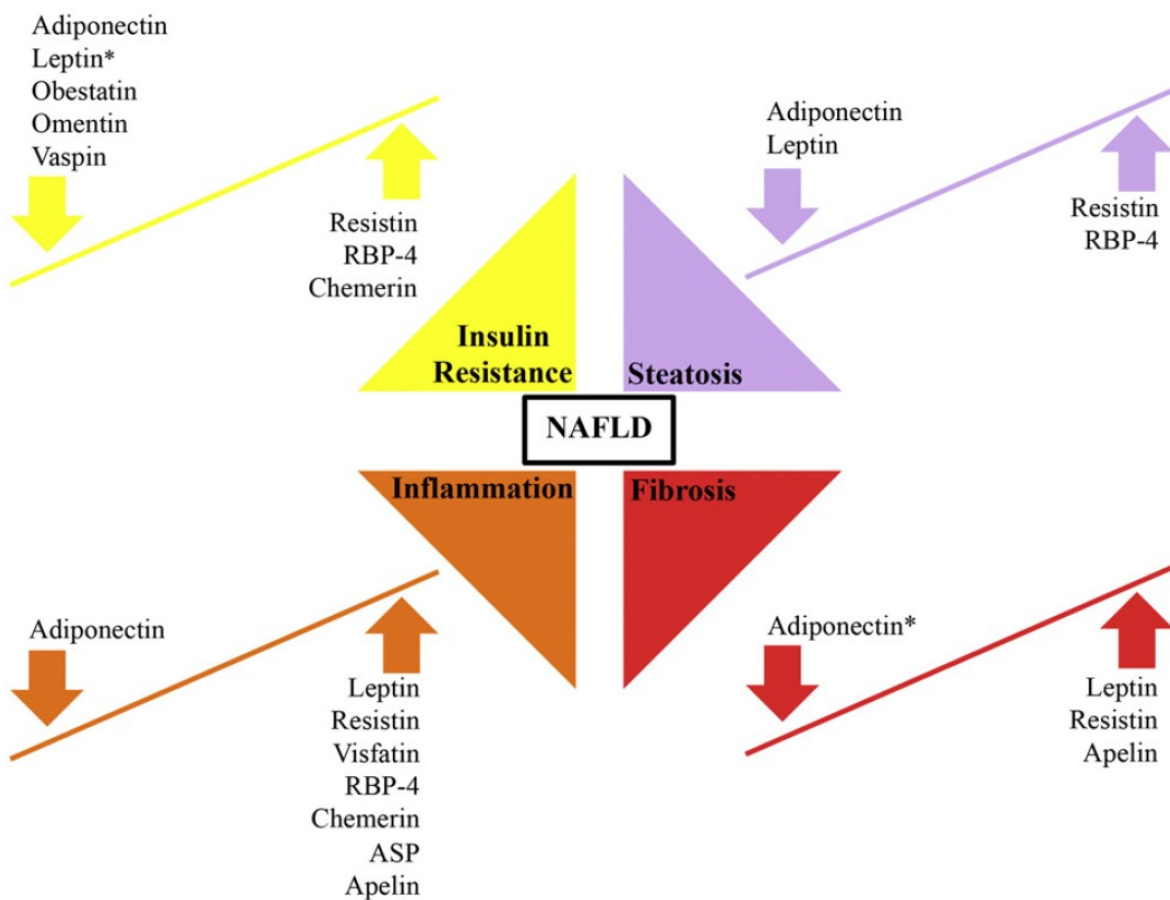 Adiponectin
Leptin*
Obestatin
Omentin
Vaspin
Resistin
RBP-4
Chemerin
Adiponectin
Leptin
Resistin
RBP-4
Insulin
Resistance
Steatosis
NAFLD
Inflammation
Fibrosis
Adiponectin
Leptin
Resistin
Visfatin
RBP-4
Chemerin
ASP
Apelin
Adiponectin*
Leptin
Resistin
Apelin